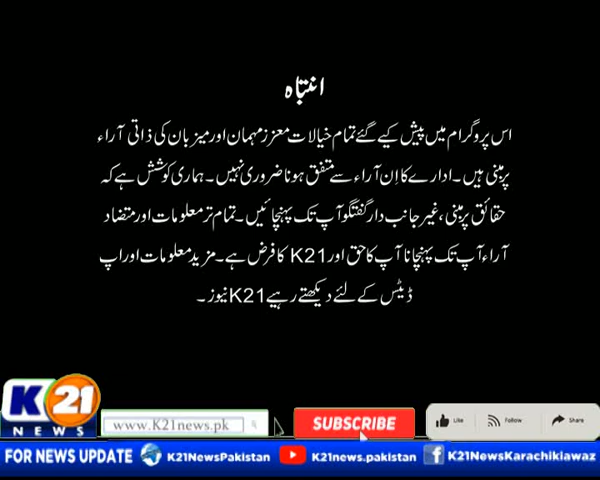 انتباہ
اس پروگرام میں پیش کیے گئے تمام خیالات معزز مہمان اور میزبان کی ذاتی آراء
پر مبنی ہیں۔ ادارے کا اِن آراء سے متفق ہونا ضروری نہیں۔ ہماری کوشش ہے کہ
حقائق پر مبنی، غیر جانب دار گفتگو آپ تک پہنچائیں۔ تمام تر معلومات اور متضاد
آراء آپ تک پہنچانا آپ کا حق اور K21 کا فرض ہے۔ مزید معلومات اور اپ
ڈیٹس کے لئے دیکھتے رہیے K21 نیوز۔
K21
NEWS
www.K21news.pk
SUBSCRIBE
Like
Follow
Share
FOR NEWS UPDATE K21NewsPakistan K21news.pakistan K21NewsKarachikiawaz